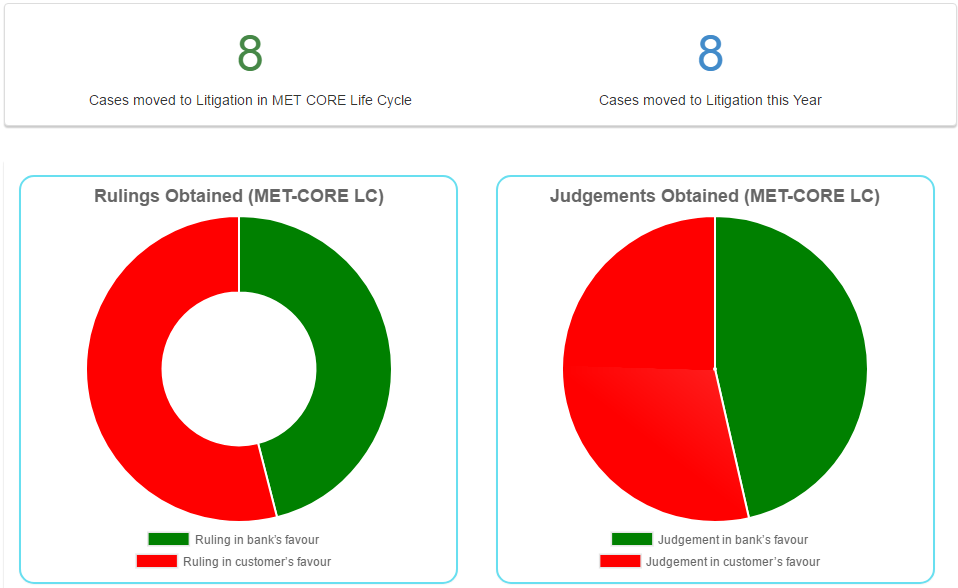 8
Cases moved to Litigation in MET CORE Life Cycle
8
Cases moved to Litigation this Year
Rulings Obtained (MET-CORE LC)
Ruling in bank's favour
Ruling in customer's favour
Judgements Obtained (MET-CORE LC)
Judgement in bank's favour
Judgement in customer's favour